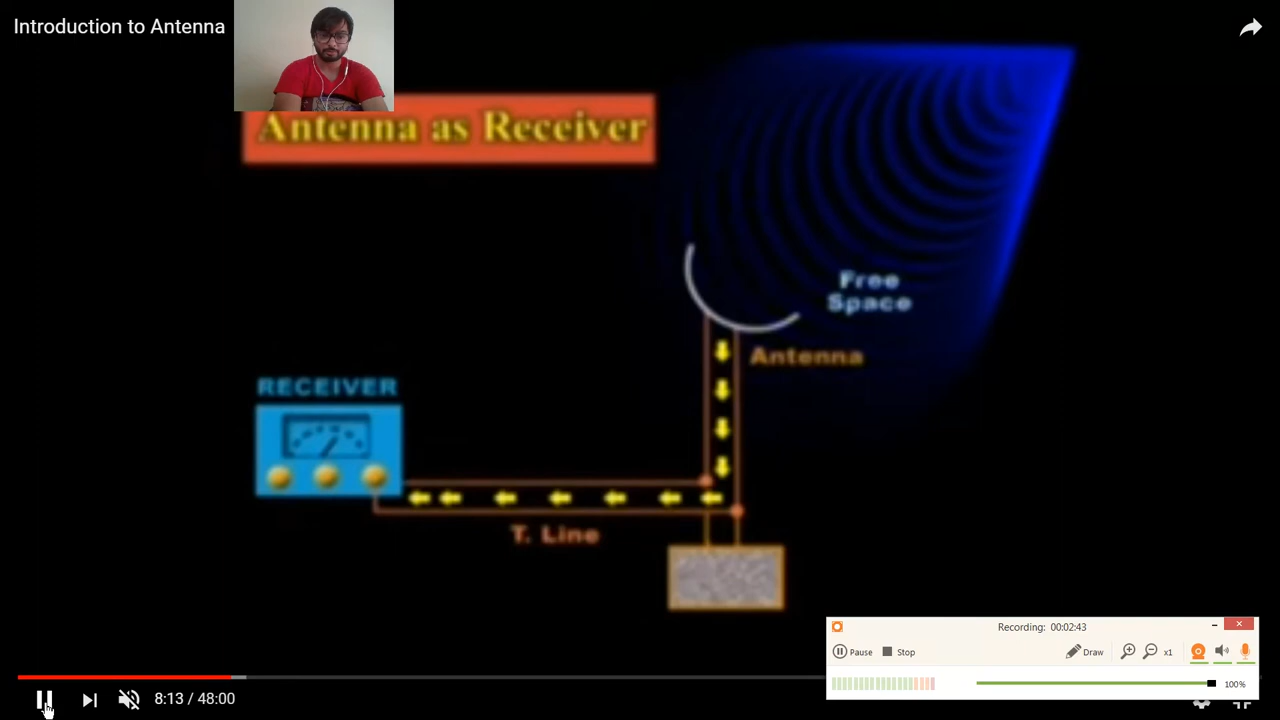 Introduction to Antenna
Antenna as Receiver
Free
Space
Antenna
RECEIVER
T. Line
Recording: 00:02:43
Pause
Stop
Draw
x1
100%
8:13 / 48:00